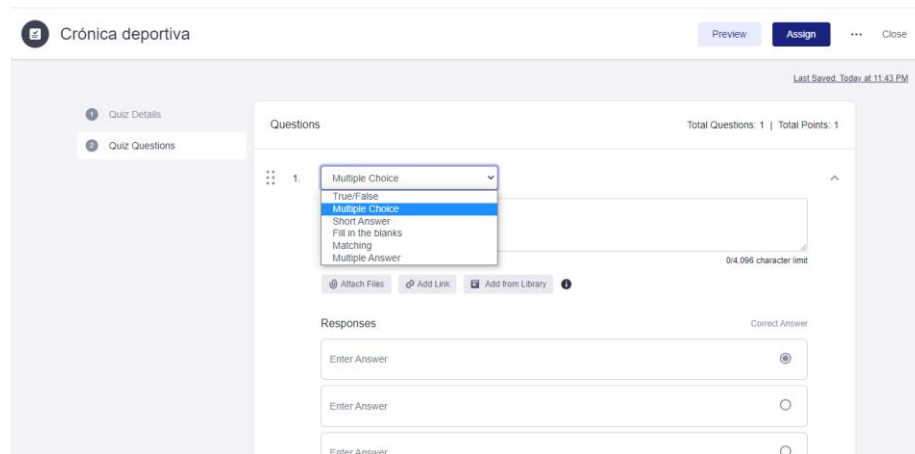 Crónica deportiva
Preview
Assign
Close
Last Saved: Today at 11:43 PM
1 Quiz Details
2 Quiz Questions
Questions
Total Questions: 1 | Total Points: 1
1.
Multiple Choice
True/False
Multiple Choice
Short Answer
Fill in the blanks
Matching
Multiple Answer
0/4,096 character limit
Attach Files
Add Link
Add from Library
Responses
Correct Answer
Enter Answer
Enter Answer
Enter Answer